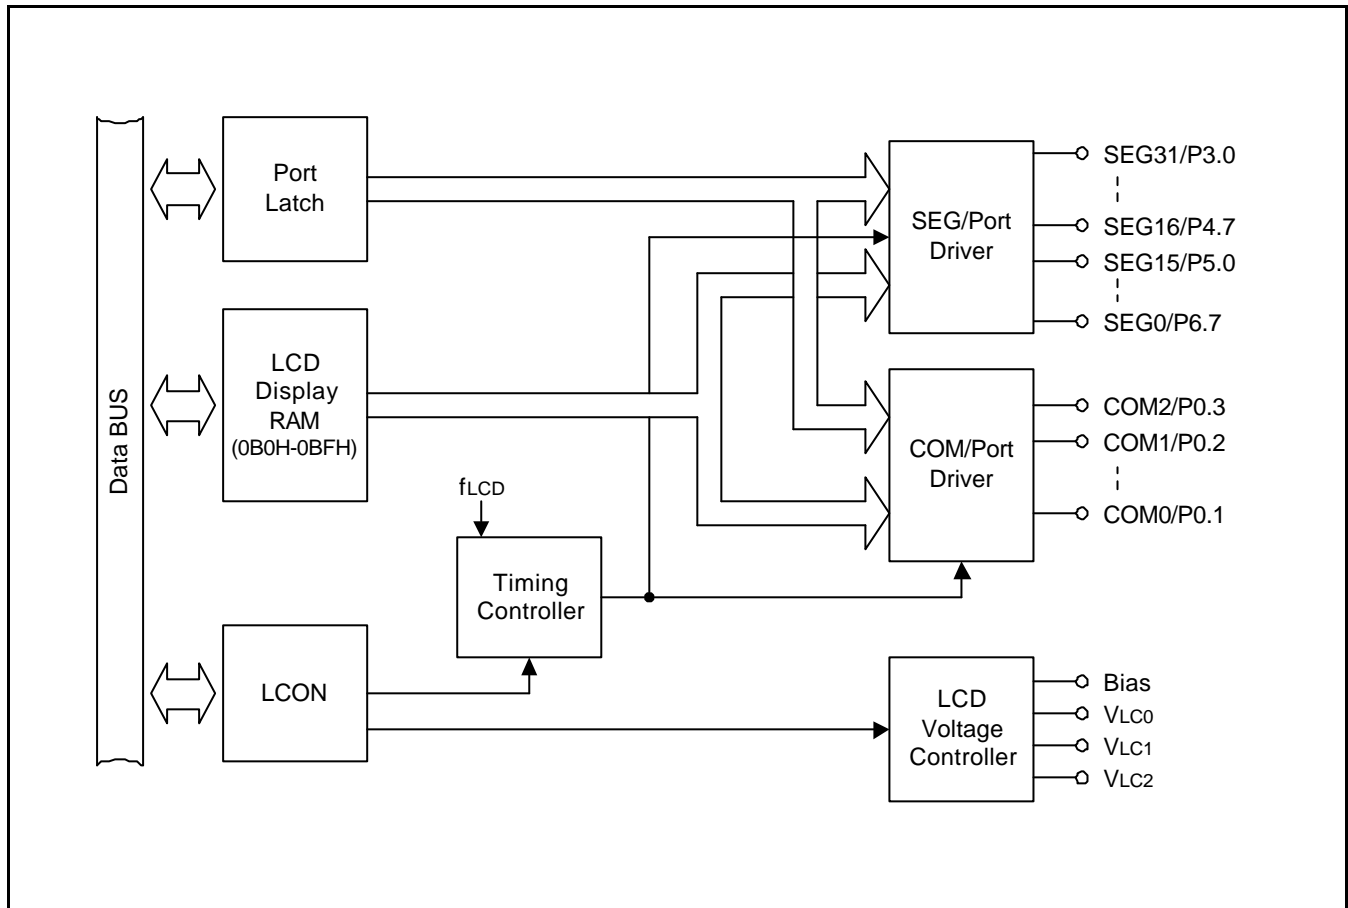 Data BUS
Port
Latch
LCD
Display
RAM
(0B0H-0BFH)
LCON
fLCD
Timing
Controller
SEG/Port
Driver
COM/Port
Driver
LCD
Voltage
Controller
SEG31/P3.0
SEG16/P4.7
SEG15/P5.0
SEG0/P6.7
COM2/P0.3
COM1/P0.2
COM0/P0.1
Bias
VLC0
VLC1
VLC2